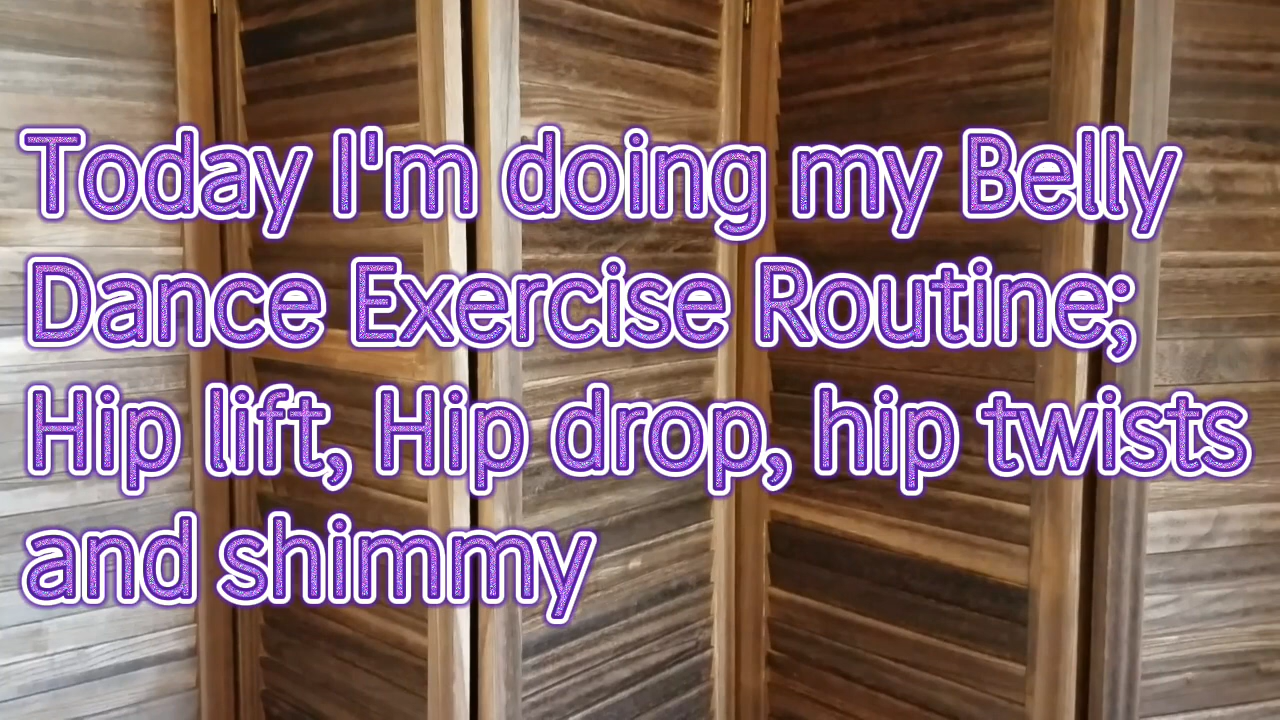 Today I'm doing my Belly
Dance Exercise Routine;
Hip lift, Hip drop, hip twists
and shimmy